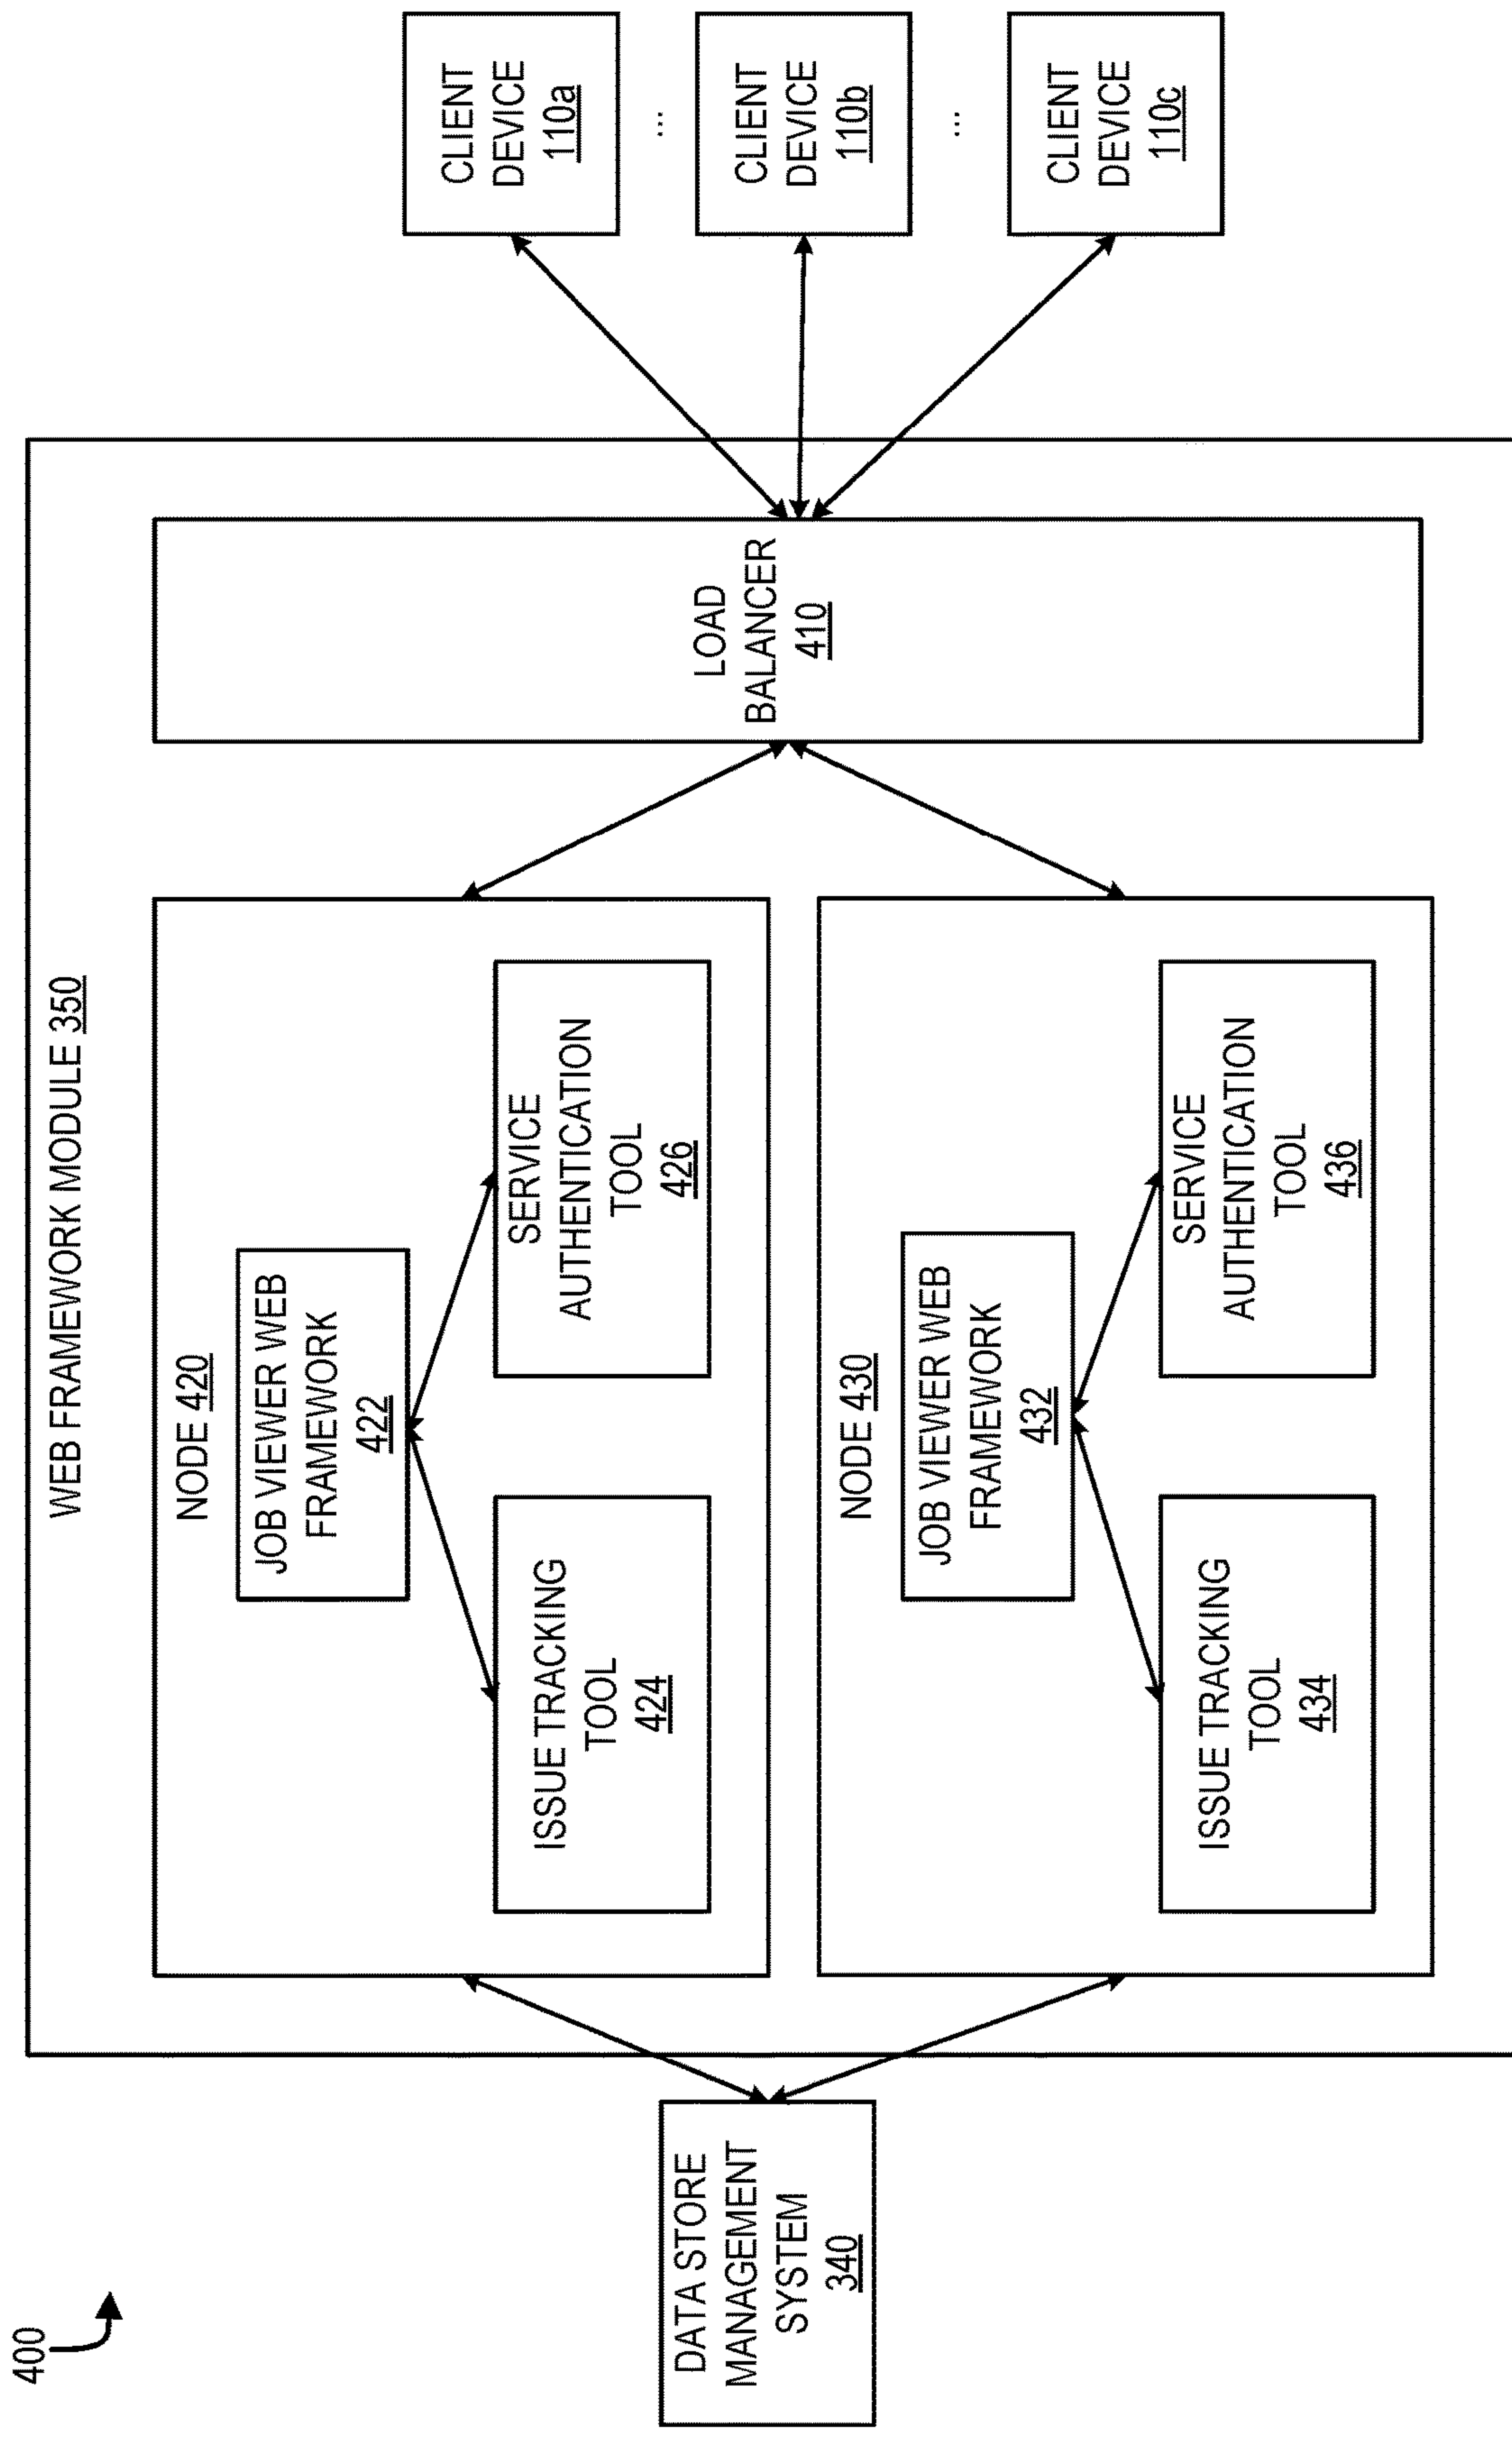 400
WEB FRAMEWORK MODULE 350
DATA STORE
MANAGEMENT
SYSTEM
340
NODE 420
JOB VIEWER WEB
FRAMEWORK
422
ISSUE TRACKING
TOOL
424
SERVICE
AUTHENTICATION
TOOL
426
NODE 430
JOB VIEWER WEB
FRAMEWORK
432
ISSUE TRACKING
TOOL
434
SERVICE
AUTHENTICATION
TOOL
436
LOAD
BALANCER
410
CLIENT
DEVICE
110a
...
CLIENT
DEVICE
110b
...
CLIENT
DEVICE
110c